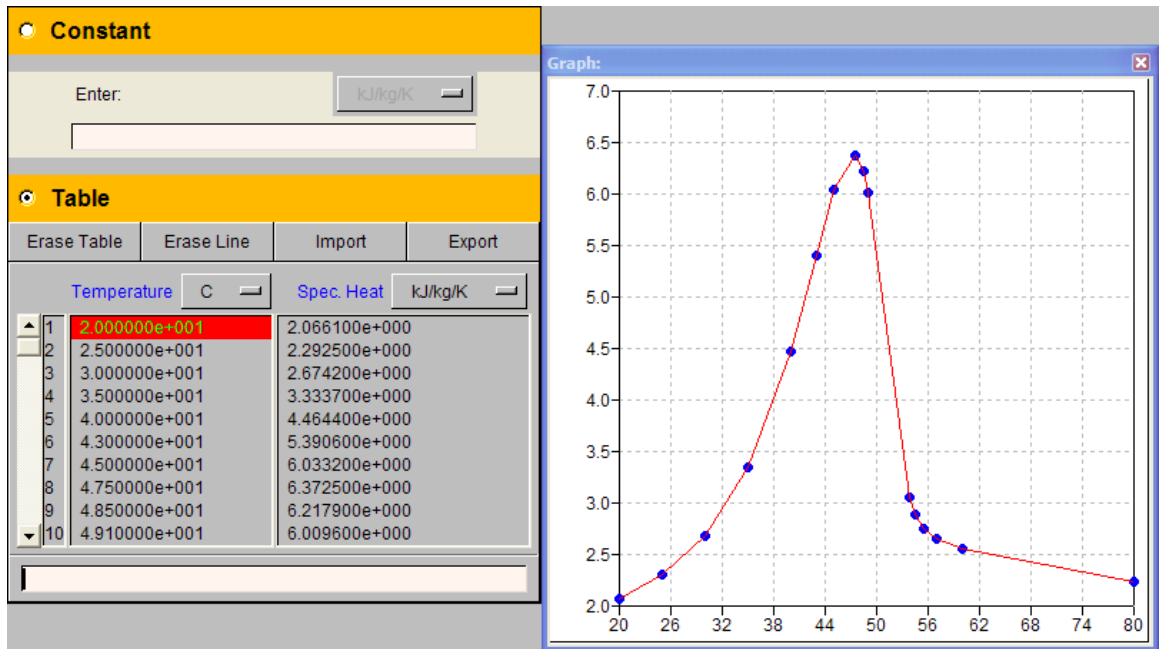 Constant
Enter: kJ/kg/K
Table
Erase Table Erase Line Import Export
Temperature C Spec. Heat kJ/kg/K
1 2.000000e+001 2.066100e+000
2 2.500000e+001 2.292500e+000
3 3.000000e+001 2.674200e+000
4 3.500000e+001 3.333700e+000
5 4.000000e+001 4.464400e+000
6 4.300000e+001 5.390600e+000
7 4.500000e+001 6.033200e+000
8 4.750000e+001 6.372500e+000
9 4.850000e+001 6.217900e+000
10 4.910000e+001 6.009600e+000
Graph:
7.0
6.5
6.0
5.5
5.0
4.5
4.0
3.5
3.0
2.5
2.0
20 26 32 38 44 50 56 62 68 74 80